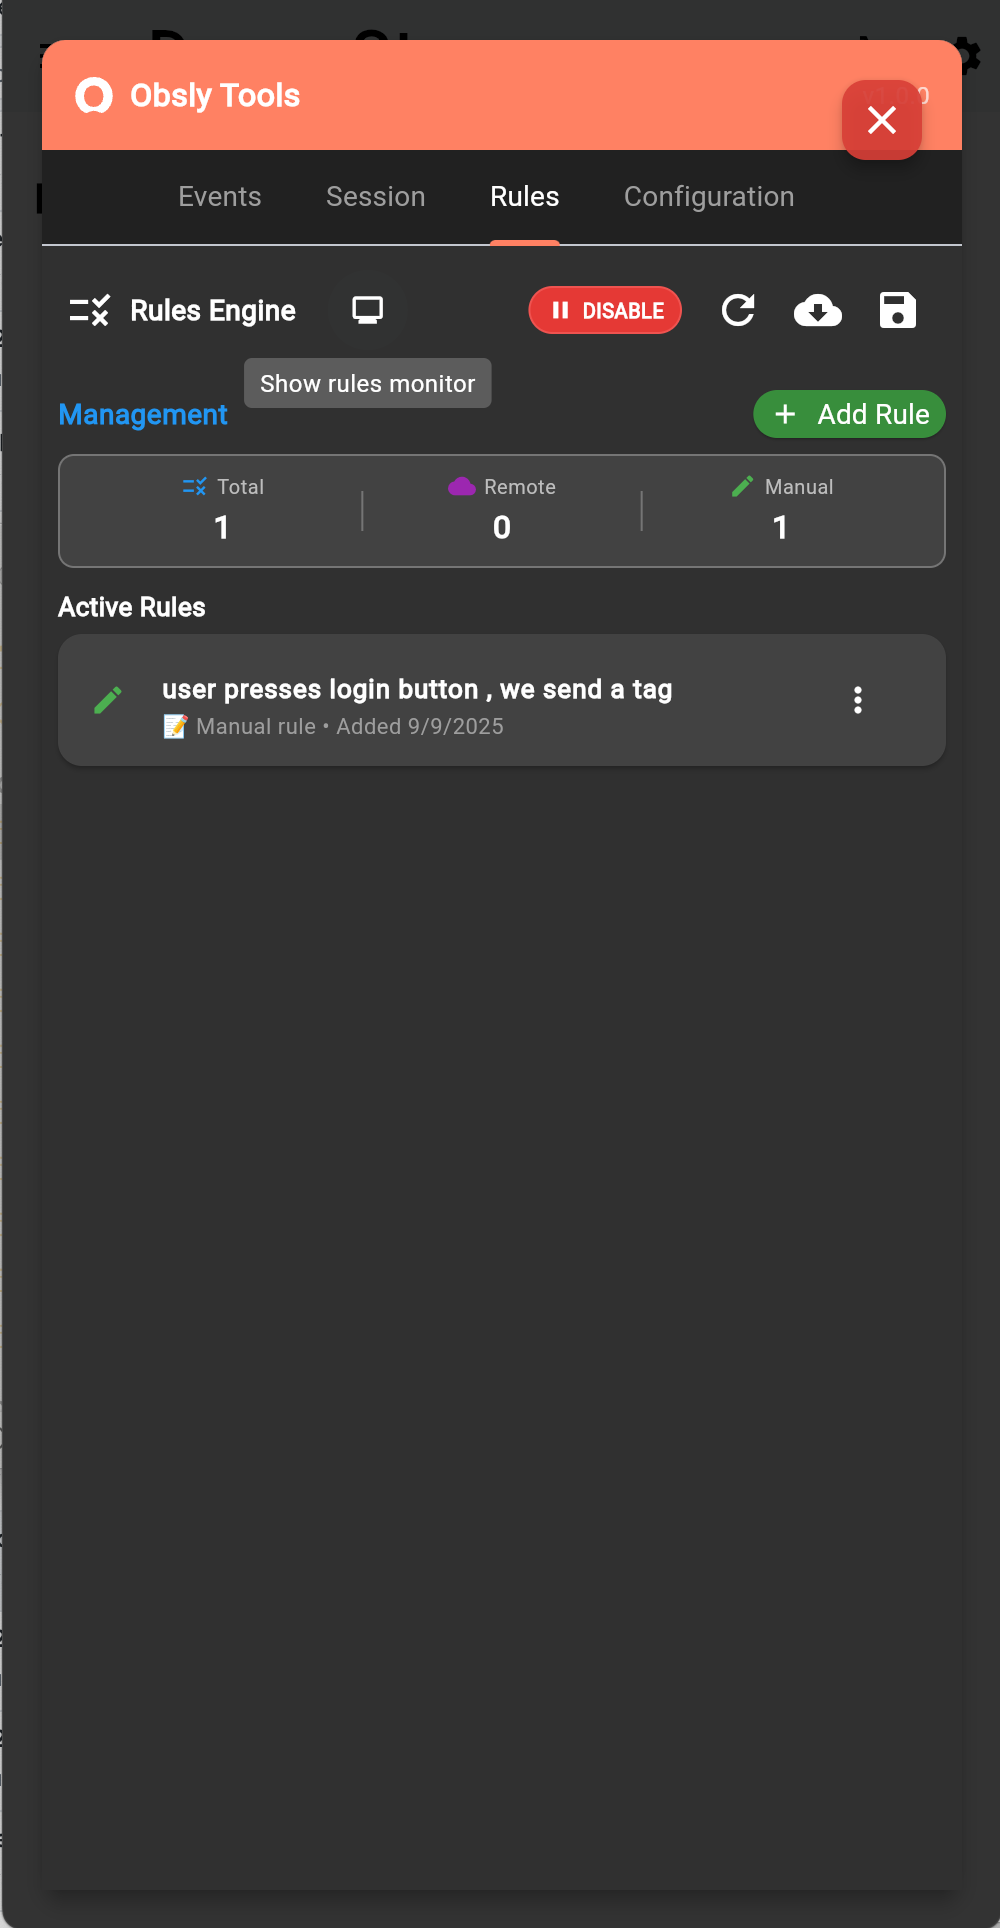 Obsly Tools
Events Session Rules Configuration
Rules Engine DISABLE
Show rules monitor
Management + Add Rule
Total Remote Manual
1 0 1
Active Rules
user presses login button , we send a tag
Manual rule • Added 9/9/2025